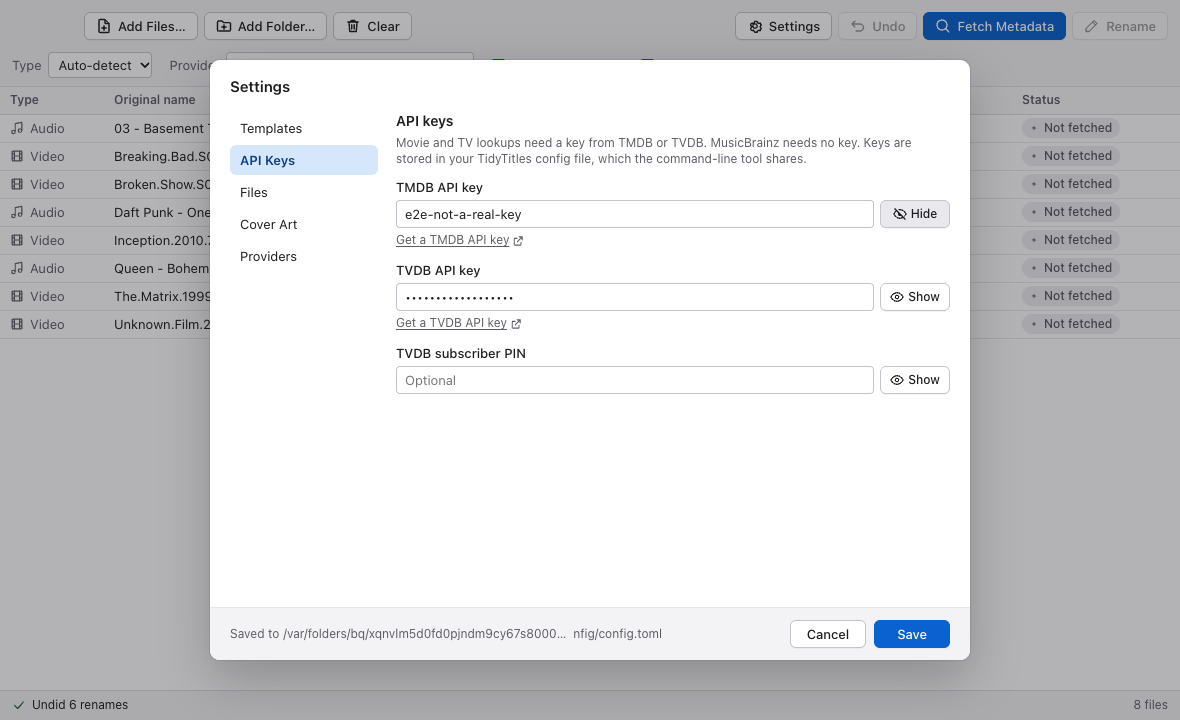 Add Files... Add Folder... Clear Settings Undo Fetch Metadata Rename
Type Auto-detect
Settings
Type Original name Status
Audio 03 - Basement Not fetched
Video Breaking.Bad. Not fetched
Video Broken.Show. Not fetched
Audio Daft Punk - One Not fetched
Video Inception.2010. Not fetched
Audio Queen - Bohem Not fetched
Video The.Matrix.1999 Not fetched
Video Unknown.Film.2 Not fetched
Templates
API Keys
Files
Cover Art
Providers
API keys
Movie and TV lookups need a key from TMDB or TVDB. MusicBrainz needs no key. Keys are
stored in your TidyTitles config file, which the command-line tool shares.
TMDB API key
e2e-not-a-real-key Hide
Get a TMDB API key
TVDB API key
•••••••••••••••••• Show
Get a TVDB API key
TVDB subscriber PIN
Optional Show
Saved to /var/folders/bq/xqnvlm5d0fd0pjndm9cy67s8000... nfig/config.toml Cancel Save
Undid 6 renames 8 files